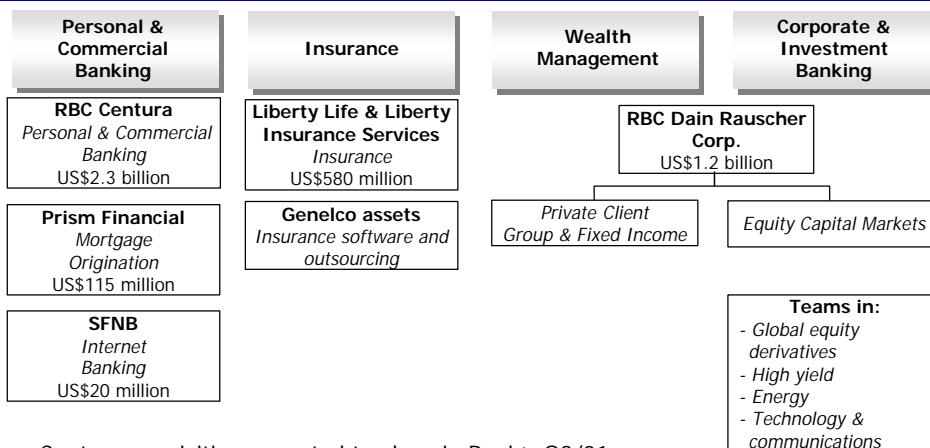 Personal &
Commercial
Banking
Insurance
Wealth
Management
Corporate &
Investment
Banking
RBC Centura
Personal & Commercial
Banking
US$2.3 billion
Prism Financial
Mortgage
Origination
US$115 million
SFNB
Internet
Banking
US$20 million
Liberty Life & Liberty
Insurance Services
Insurance
US$580 million
Genelco assets
Insurance software and
outsourcing
RBC Dain Rauscher
Corp.
US$1.2 billion
Private Client
Group & Fixed Income
Equity Capital Markets
Teams in:
- Global equity
derivatives
- High yield
- Energy
- Technology &
communications